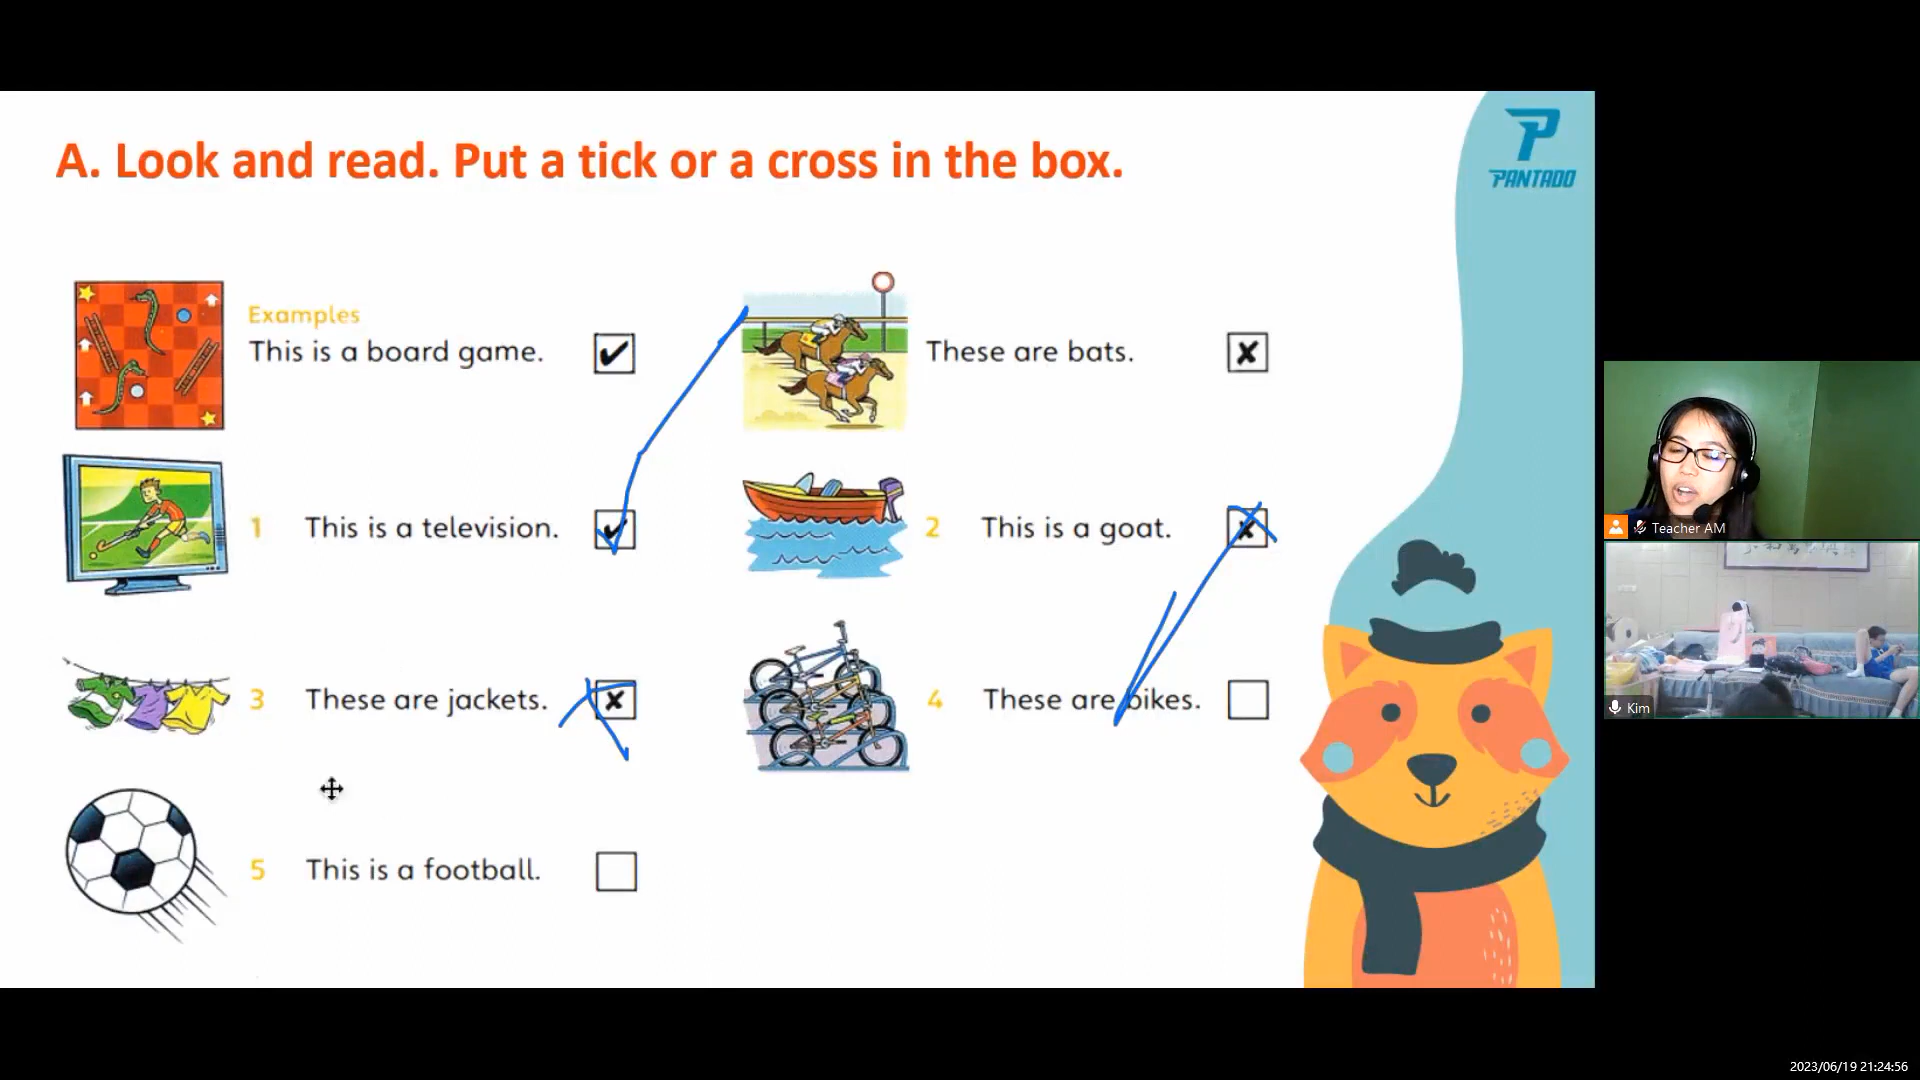 A. Look and read. Put a tick or a cross in the box.
PANTADO
Examples
This is a board game. ✔
These are bats. ✘
1 This is a television. ✔
2 This is a goat. ✘
3 These are jackets. ✘
4 These are bikes.
5 This is a football.
Teacher AM
Kim
2023/06/19 21:24:56